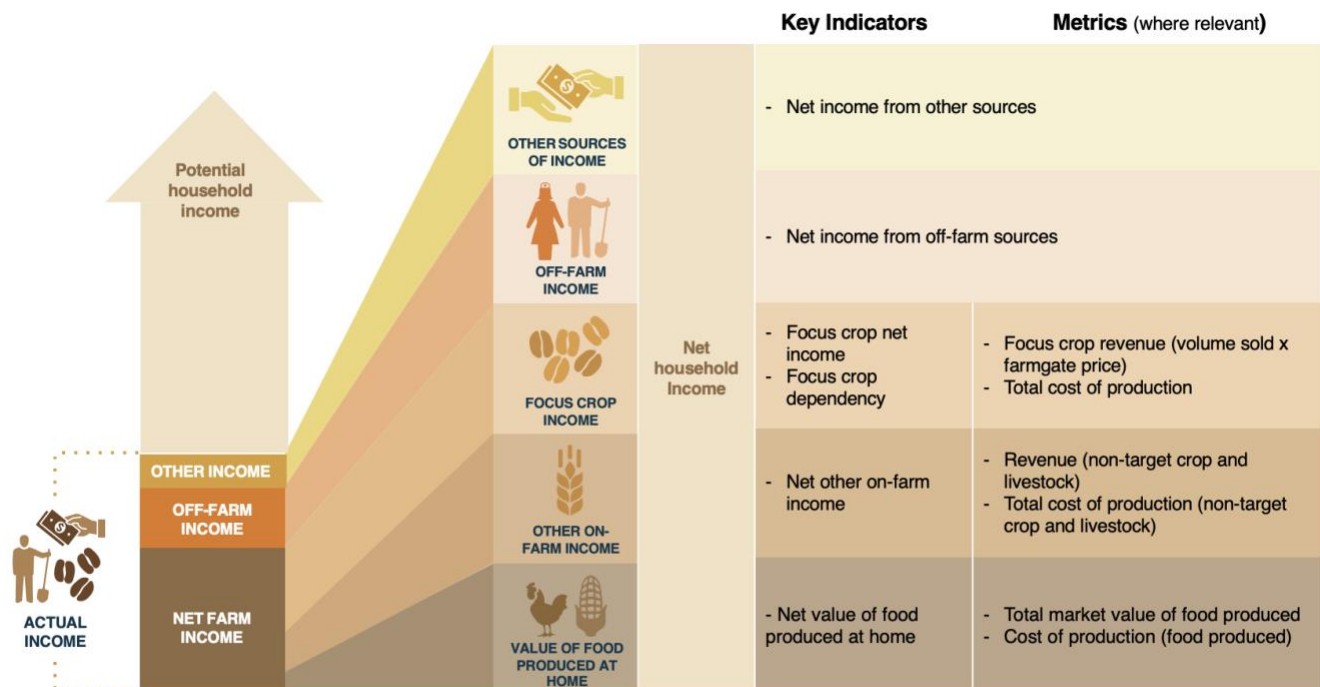 Key Indicators
Metrics (where relevant)
Potential
household
income
OTHER INCOME
OFF-FARM
INCOME
NET FARM
INCOME
ACTUAL
INCOME
OTHER SOURCES
OF INCOME
OFF-FARM
INCOME
FOCUS CROP
INCOME
OTHER ON-
FARM INCOME
VALUE OF FOOD
PRODUCED AT
HOME
Net
household
Income
- Net income from other sources
- Net income from off-farm sources
- Focus crop net
income
- Focus crop
dependency
- Focus crop revenue (volume sold x
farmgate price)
- Total cost of production
- Net other on-farm
income
- Revenue (non-target crop and
livestock)
- Total cost of production (non-target
crop and livestock)
- Net value of food
produced at home
- Total market value of food produced
- Cost of production (food produced)